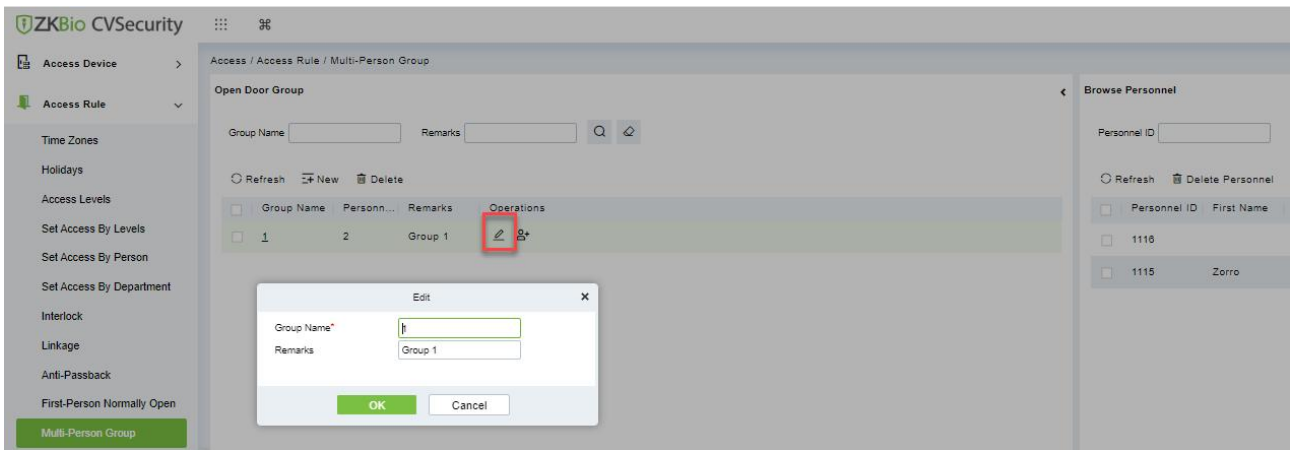 ZKBio CVSecurity
Access Device
Access Rule
Time Zones
Holidays
Access Levels
Set Access By Levels
Set Access By Person
Set Access By Department
Interlock
Linkage
Anti-Passback
First-Person Normally Open
Multi-Person Group
Access / Access Rule / Multi-Person Group
Open Door Group
Group Name Remarks
Refresh New Delete
Group Name Personn... Remarks Operations
1 2 Group 1
Edit
Group Name* 1
Remarks Group 1
OK Cancel
Browse Personnel
Personnel ID
Refresh Delete Personnel
Personnel ID First Name
1116
1115 Zorro